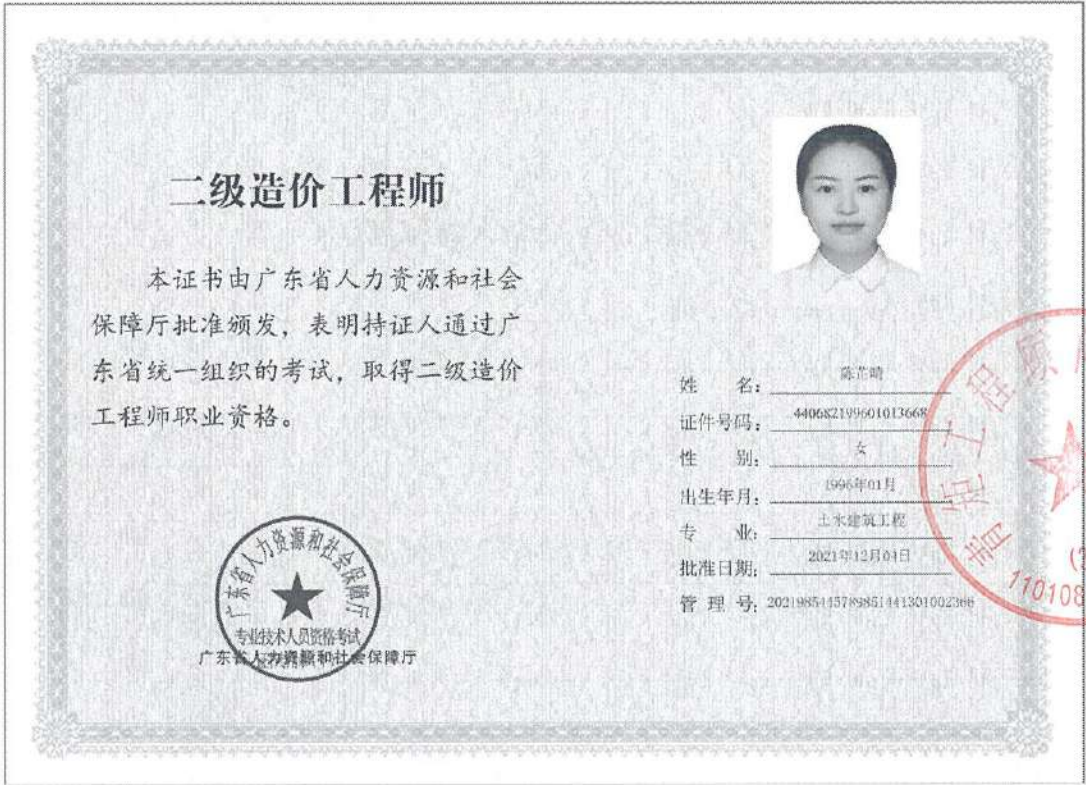 二级造价工程师
本证书由广东省人力资源和社会
保障厅批准颁发，表明持证人通过广
东省统一组织的考试，取得二级造价
工程师职业资格。
广东省人力资源和社会保障厅
专业技术人员资格考试
广东省人力资源和社会保障厅
姓 名：
证件号码：440682199601013668
性 别：女
出生年月：1996年01月
专 业：土木建筑工程
批准日期：2021年12月04日
管 理 号：
工程顾
110108